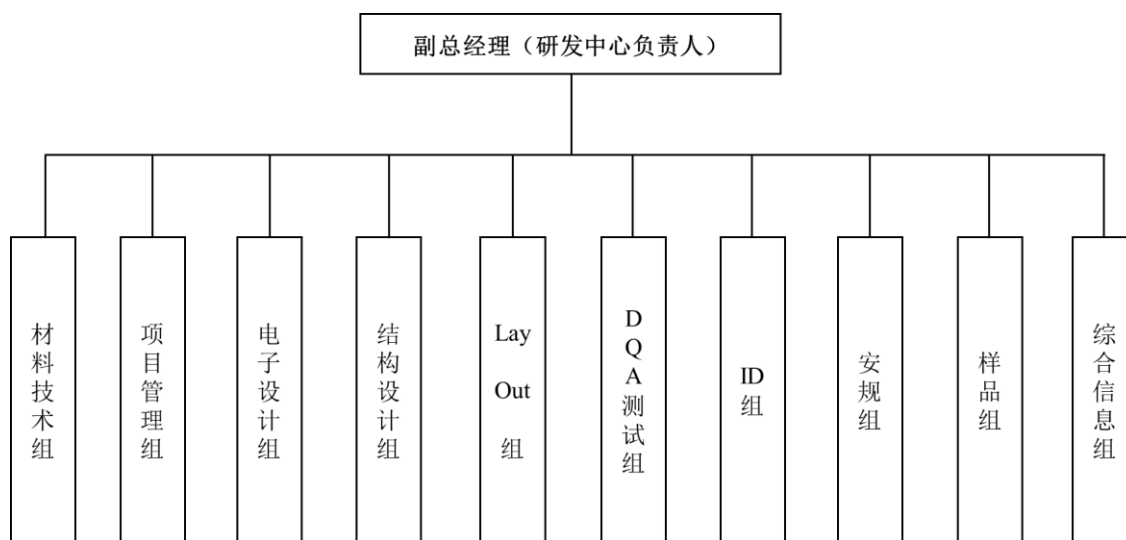 副总经理（研发中心负责人）
材料技术组
项目管理组
电子设计组
结构设计组
Lay
Out
组
DQA测试组
ID
组
安规组
样品组
综合信息组